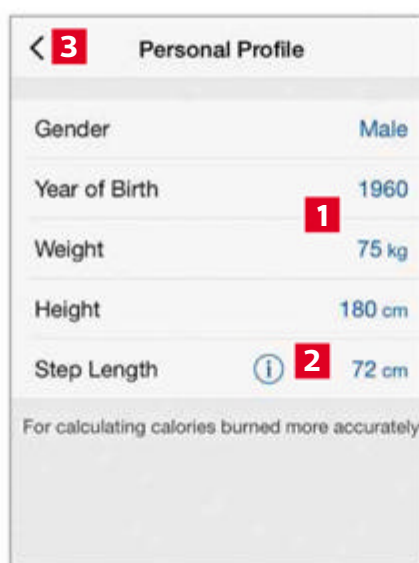 < 3 Personal Profile
Gender Male
Year of Birth 1960
1
Weight 75 kg
Height 180 cm
Step Length i 2 72 cm
For calculating calories burned more accurately